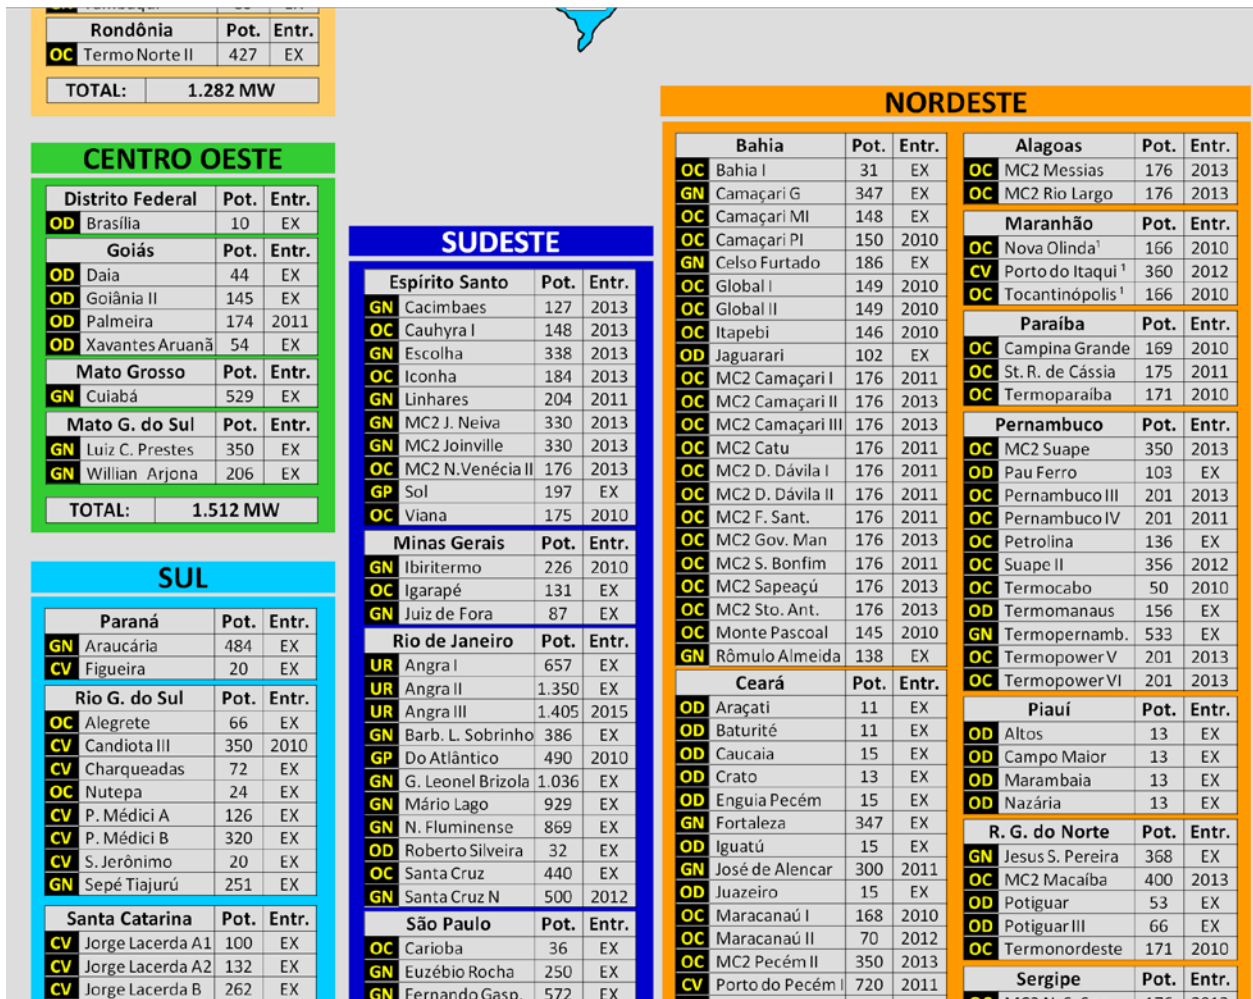 Rondônia Pot. Entr.
OC Termo Norte II 427 EX
TOTAL: 1.282 MW
CENTRO OESTE
Distrito Federal Pot. Entr.
OD Brasília 10 EX
Goiás Pot. Entr.
OD Daia 44 EX
OD Goiânia II 145 EX
OD Palmeira 174 2011
OD Xavantes Aruanã 54 EX
Mato Grosso Pot. Entr.
GN Cuiabá 529 EX
Mato G. do Sul Pot. Entr.
GN Luiz C. Prestes 350 EX
GN Willian Arjona 206 EX
TOTAL: 1.512 MW
SUL
Paraná Pot. Entr.
GN Araucária 484 EX
CV Figueira 20 EX
Rio G. do Sul Pot. Entr.
OC Alegrete 66 EX
CV Candiota III 350 2010
CV Charqueadas 72 EX
OC Nutepa 24 EX
CV P. Médici A 126 EX
CV P. Médici B 320 EX
CV S. Jerônimo 20 EX
GN Sepé Tiajurú 251 EX
Santa Catarina Pot. Entr.
CV Jorge Lacerda A1 100 EX
CV Jorge Lacerda A2 132 EX
CV Jorge Lacerda B 262 EX
SUDESTE
Espírito Santo Pot. Entr.
GN Cacimbaes 127 2013
OC Cauhyra I 148 2013
GN Escolha 338 2013
OC Iconha 184 2013
GN Linhares 204 2011
GN MC2 J. Neiva 330 2013
GN MC2 Joinville 330 2013
OC MC2 N.Venécia II 176 2013
GP Sol 197 EX
OC Viana 175 2010
Minas Gerais Pot. Entr.
GN Ibiritermo 226 2010
OC Igarapé 131 EX
GN Juiz de Fora 87 EX
Rio de Janeiro Pot. Entr.
UR Angra I 657 EX
UR Angra II 1.350 EX
UR Angra III 1.405 2015
GN Barb. L. Sobrinho 386 EX
GP Do Atlântico 490 2010
GN G. Leonel Brizola 1.036 EX
GN Mário Lago 929 EX
GN N. Fluminense 869 EX
OD Roberto Silveira 32 EX
OC Santa Cruz 440 EX
GN Santa Cruz N 500 2012
São Paulo Pot. Entr.
OC Carioba 36 EX
GN Euzébio Rocha 250 EX
GN Fernando Gasp. 572 EX
NORDESTE
Bahia Pot. Entr.
OC Bahia I 31 EX
GN Camaçari G 347 EX
OC Camaçari MI 148 EX
OC Camaçari PI 150 2010
GN Celso Furtado 186 EX
OC Global I 149 2010
OC Global II 149 2010
OC Itapebi 146 2010
OD Jaguarari 102 EX
OC MC2 Camaçari I 176 2011
OC MC2 Camaçari II 176 2013
OC MC2 Camaçari III 176 2013
OC MC2 Catu 176 2011
OC MC2 D. Dávila I 176 2011
OC MC2 D. Dávila II 176 2011
OC MC2 F. Sant. 176 2011
OC MC2 Gov. Man 176 2013
OC MC2 S. Bonfim 176 2011
OC MC2 Sapeaçú 176 2013
OC MC2 Sto. Ant. 176 2013
OC Monte Pascoal 145 2010
GN Rômulo Almeida 138 EX
Ceará Pot. Entr.
OD Araçati 11 EX
OD Baturité 11 EX
OD Caucaia 15 EX
OD Crato 13 EX
OD Enguia Pecém 15 EX
GN Fortaleza 347 EX
OD Iguatú 15 EX
GN José de Alencar 300 2011
OD Juazeiro 15 EX
OC Maracanaú I 168 2010
OC Maracanaú II 70 2012
OC MC2 Pecém II 350 2013
CV Porto do Pecém I 720 2011
Alagoas Pot. Entr.
OC MC2 Messias 176 2013
OC MC2 Rio Largo 176 2013
Maranhão Pot. Entr.
OC Nova Olinda¹ 166 2010
CV Porto do Itaqui ¹ 360 2012
OC Tocantinópolis ¹ 166 2010
Paraíba Pot. Entr.
OC Campina Grande 169 2010
OC St. R. de Cássia 175 2011
OC Termoparaíba 171 2010
Pernambuco Pot. Entr.
OC MC2 Suape 350 2013
OD Pau Ferro 103 EX
OC Pernambuco III 201 2013
OC Pernambuco IV 201 2011
OC Petrolina 136 EX
OC Suape II 356 2012
OC Termocabo 50 2010
OD Termomanaus 156 EX
GN Termopernamb. 533 EX
OC Termopower V 201 2013
OC Termopower VI 201 2013
Piauí Pot. Entr.
OD Altos 13 EX
OD Campo Maior 13 EX
OD Marambaia 13 EX
OD Nazária 13 EX
R. G. do Norte Pot. Entr.
GN Jesus S. Pereira 368 EX
OC MC2 Macaíba 400 2013
OD Potiguar 53 EX
OD Potiguar III 66 EX
OC Termonordeste 171 2010
Sergipe Pot. Entr.